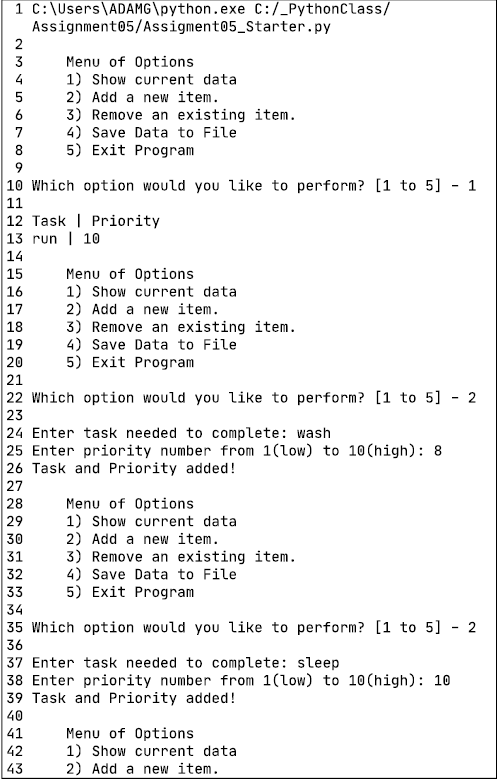 1 C:\Users\ADAMG\python.exe C:/_PythonClass/
Assignment05/Assigment05_Starter.py
2
3     Menu of Options
4     1) Show current data
5     2) Add a new item.
6     3) Remove an existing item.
7     4) Save Data to File
8     5) Exit Program
9
10 Which option would you like to perform? [1 to 5] - 1
11
12 Task | Priority
13 run | 10
14
15     Menu of Options
16     1) Show current data
17     2) Add a new item.
18     3) Remove an existing item.
19     4) Save Data to File
20     5) Exit Program
21
22 Which option would you like to perform? [1 to 5] - 2
23
24 Enter task needed to complete: wash
25 Enter priority number from 1(low) to 10(high): 8
26 Task and Priority added!
27
28     Menu of Options
29     1) Show current data
30     2) Add a new item.
31     3) Remove an existing item.
32     4) Save Data to File
33     5) Exit Program
34
35 Which option would you like to perform? [1 to 5] - 2
36
37 Enter task needed to complete: sleep
38 Enter priority number from 1(low) to 10(high): 10
39 Task and Priority added!
40
41     Menu of Options
42     1) Show current data
43     2) Add a new item.